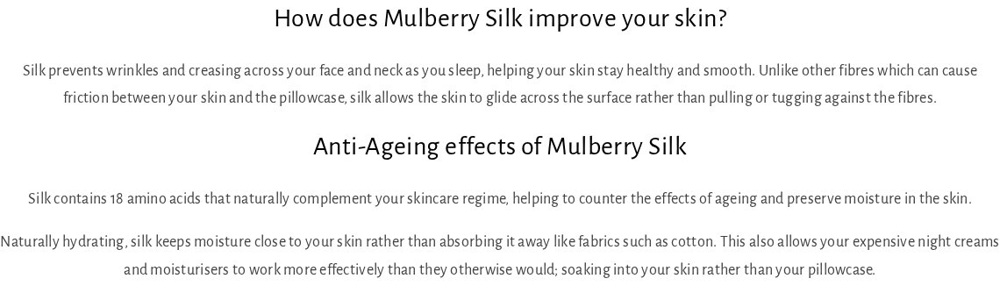 How does Mulberry Silk improve your skin?
Silk prevents wrinkles and creasing across your face and neck as you sleep, helping your skin stay healthy and smooth. Unlike other fibres which can cause
friction between your skin and the pillowcase, silk allows the skin to glide across the surface rather than pulling or tugging against the fibres.
Anti-Ageing effects of Mulberry Silk
Silk contains 18 amino acids that naturally complement your skincare regime, helping to counter the effects of ageing and preserve moisture in the skin.
Naturally hydrating, silk keeps moisture close to your skin rather than absorbing it away like fabrics such as cotton. This also allows your expensive night creams
and moisturisers to work more effectively than they otherwise would; soaking into your skin rather than your pillowcase.